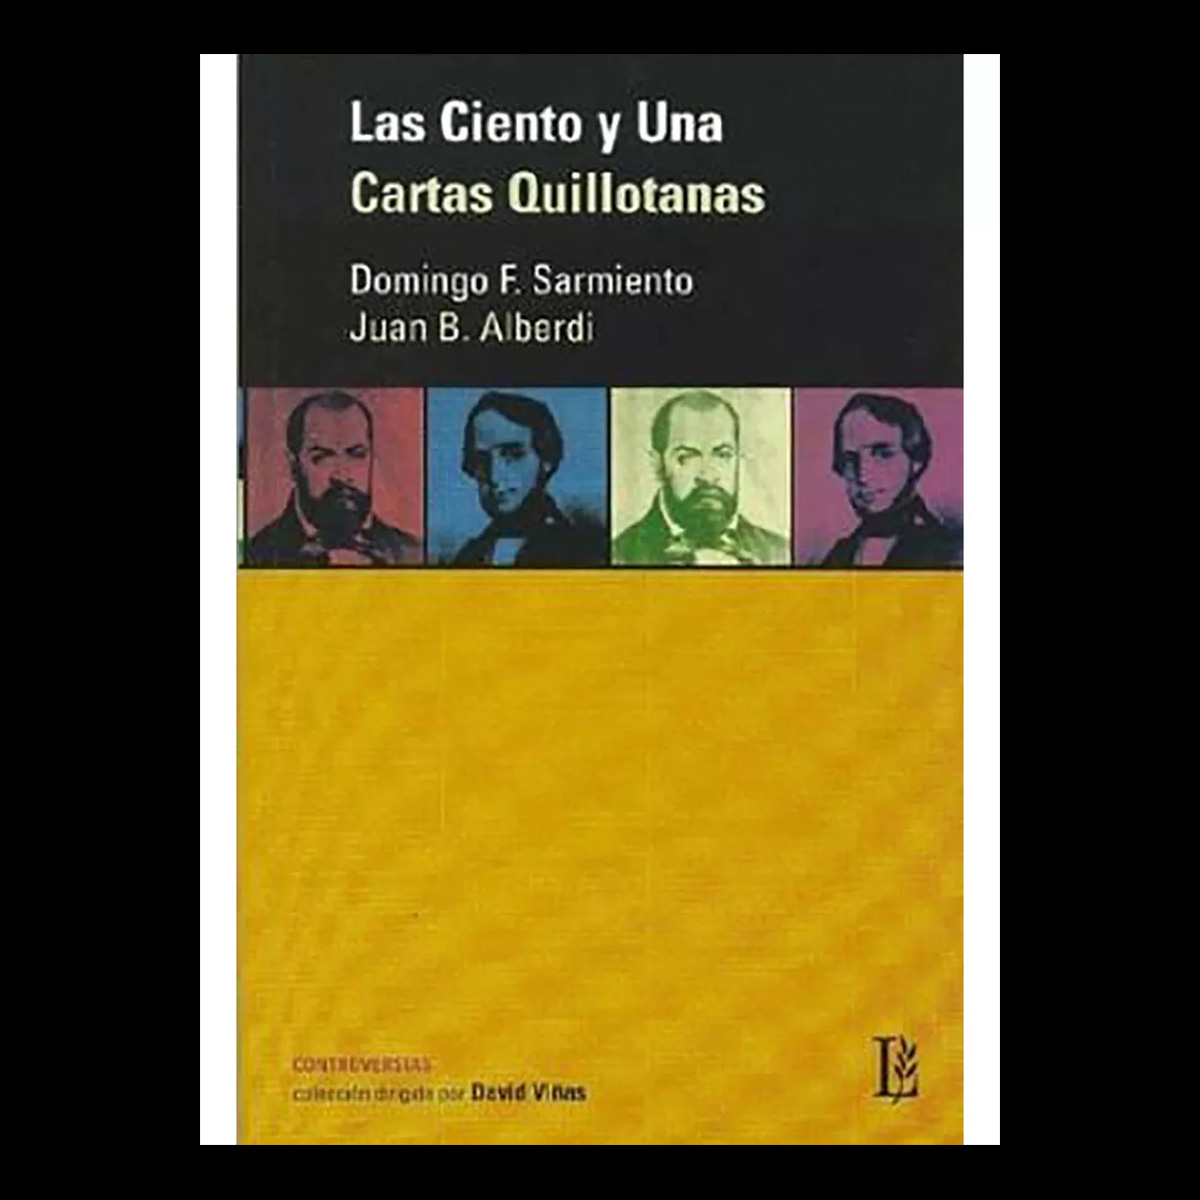 Las Ciento y Una
Cartas Quillotanas
Domingo F. Sarmiento
Juan B. Alberdi
CONTROVERSIAS
colección dirigida por David Viñas
L